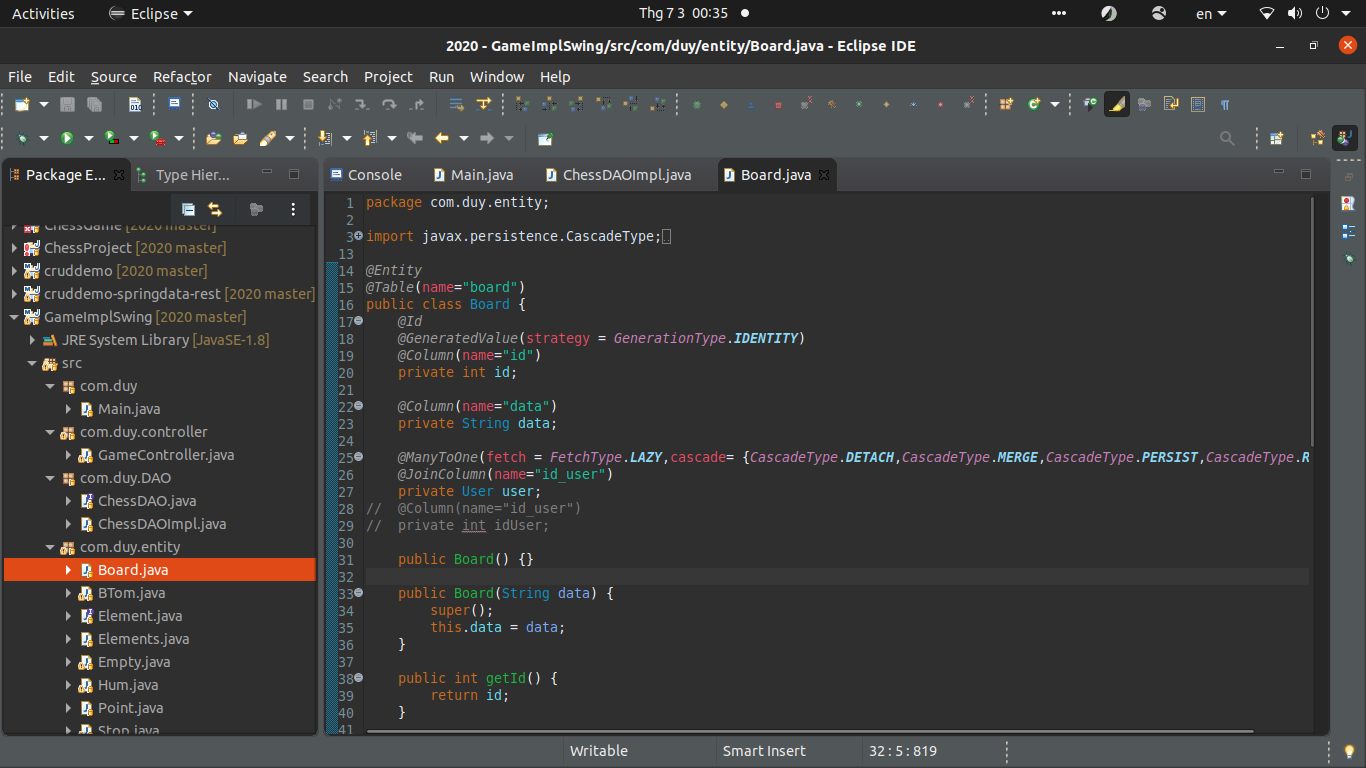 Activities Eclipse Thg 7 3 00:35 en
2020 - GameImplSwing/src/com/duy/entity/Board.java - Eclipse IDE
File Edit Source Refactor Navigate Search Project Run Window Help
Package E... Type Hier...
ChessGame [2020 master]
ChessProject [2020 master]
cruddemo [2020 master]
cruddemo-springdata-rest [2020 master]
GameImplSwing [2020 master]
JRE System Library [JavaSE-1.8]
src
com.duy
Main.java
com.duy.controller
GameController.java
com.duy.DAO
ChessDAO.java
ChessDAOImpl.java
com.duy.entity
Board.java
BTom.java
Element.java
Elements.java
Empty.java
Hum.java
Point.java
Stop.java
Console Main.java ChessDAOImpl.java Board.java
1 package com.duy.entity;
2
3 import javax.persistence.CascadeType;
13
14 @Entity
15 @Table(name="board")
16 public class Board {
17 @Id
18 @GeneratedValue(strategy = GenerationType.IDENTITY)
19 @Column(name="id")
20 private int id;
21
22 @Column(name="data")
23 private String data;
24
25 @ManyToOne(fetch = FetchType.LAZY,cascade= {CascadeType.DETACH,CascadeType.MERGE,CascadeType.PERSIST,CascadeType.R
26 @JoinColumn(name="id_user")
27 private User user;
28 // @Column(name="id_user")
29 // private int idUser;
30
31 public Board() {}
32
33 public Board(String data) {
34 super();
35 this.data = data;
36 }
37
38 public int getId() {
39 return id;
40 }
41
Writable Smart Insert 32 : 5 : 819